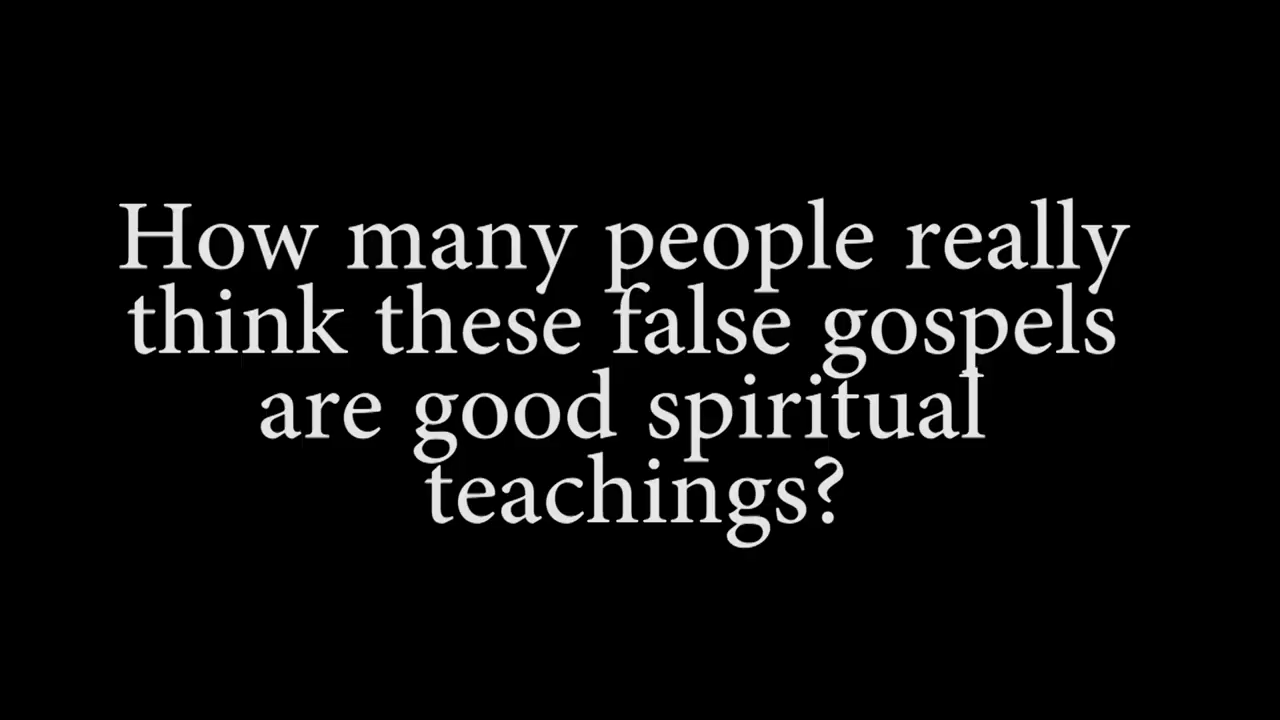 How many people really
think these false gospels
are good spiritual
teachings?